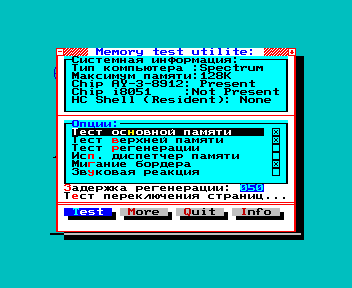 Memory test utilite:
Системная информация:
Тип компьютера :Spectrum
Максимум памяти:128K
Chip AY-3-8912: Present
Chip i8051 :Not Present
HC Shell (Resident): None
Опции:
Тест основной памяти
Тест верхней памяти
Тест регенерации
Исп. диспетчер памяти
Мигание бордера
Звуковая реакция
Задержка регенерации: 050
Тест переключения страниц...
Test More Quit Info